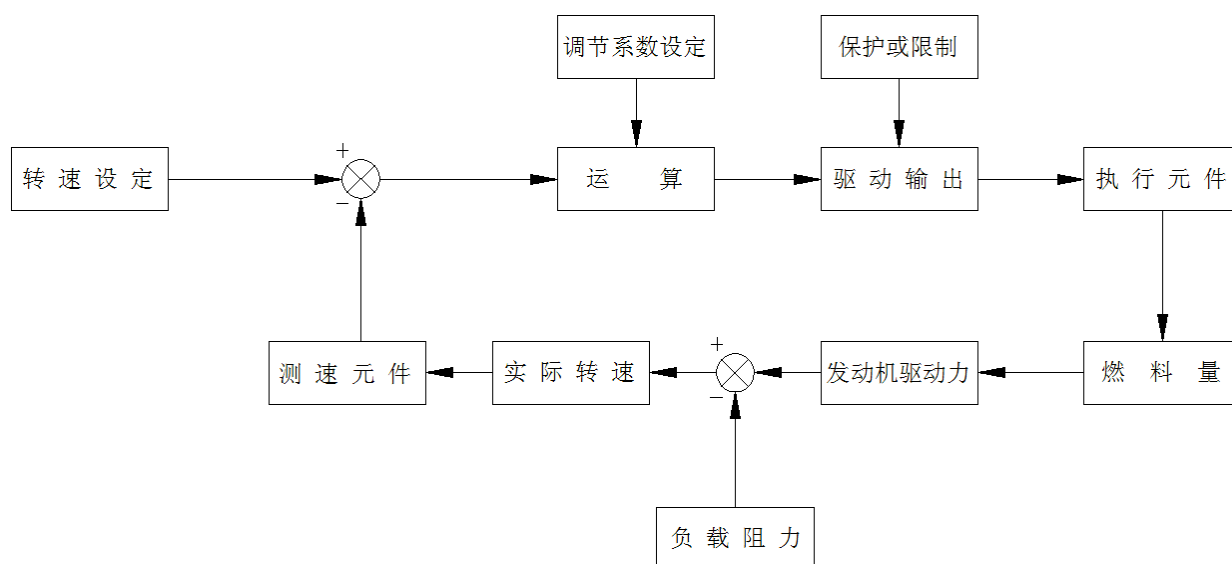 调节系数设定
保护或限制
转速设定
+
−
运算
驱动输出
执行元件
测速元件
实际转速
+
−
发动机驱动力
燃料量
负载阻力